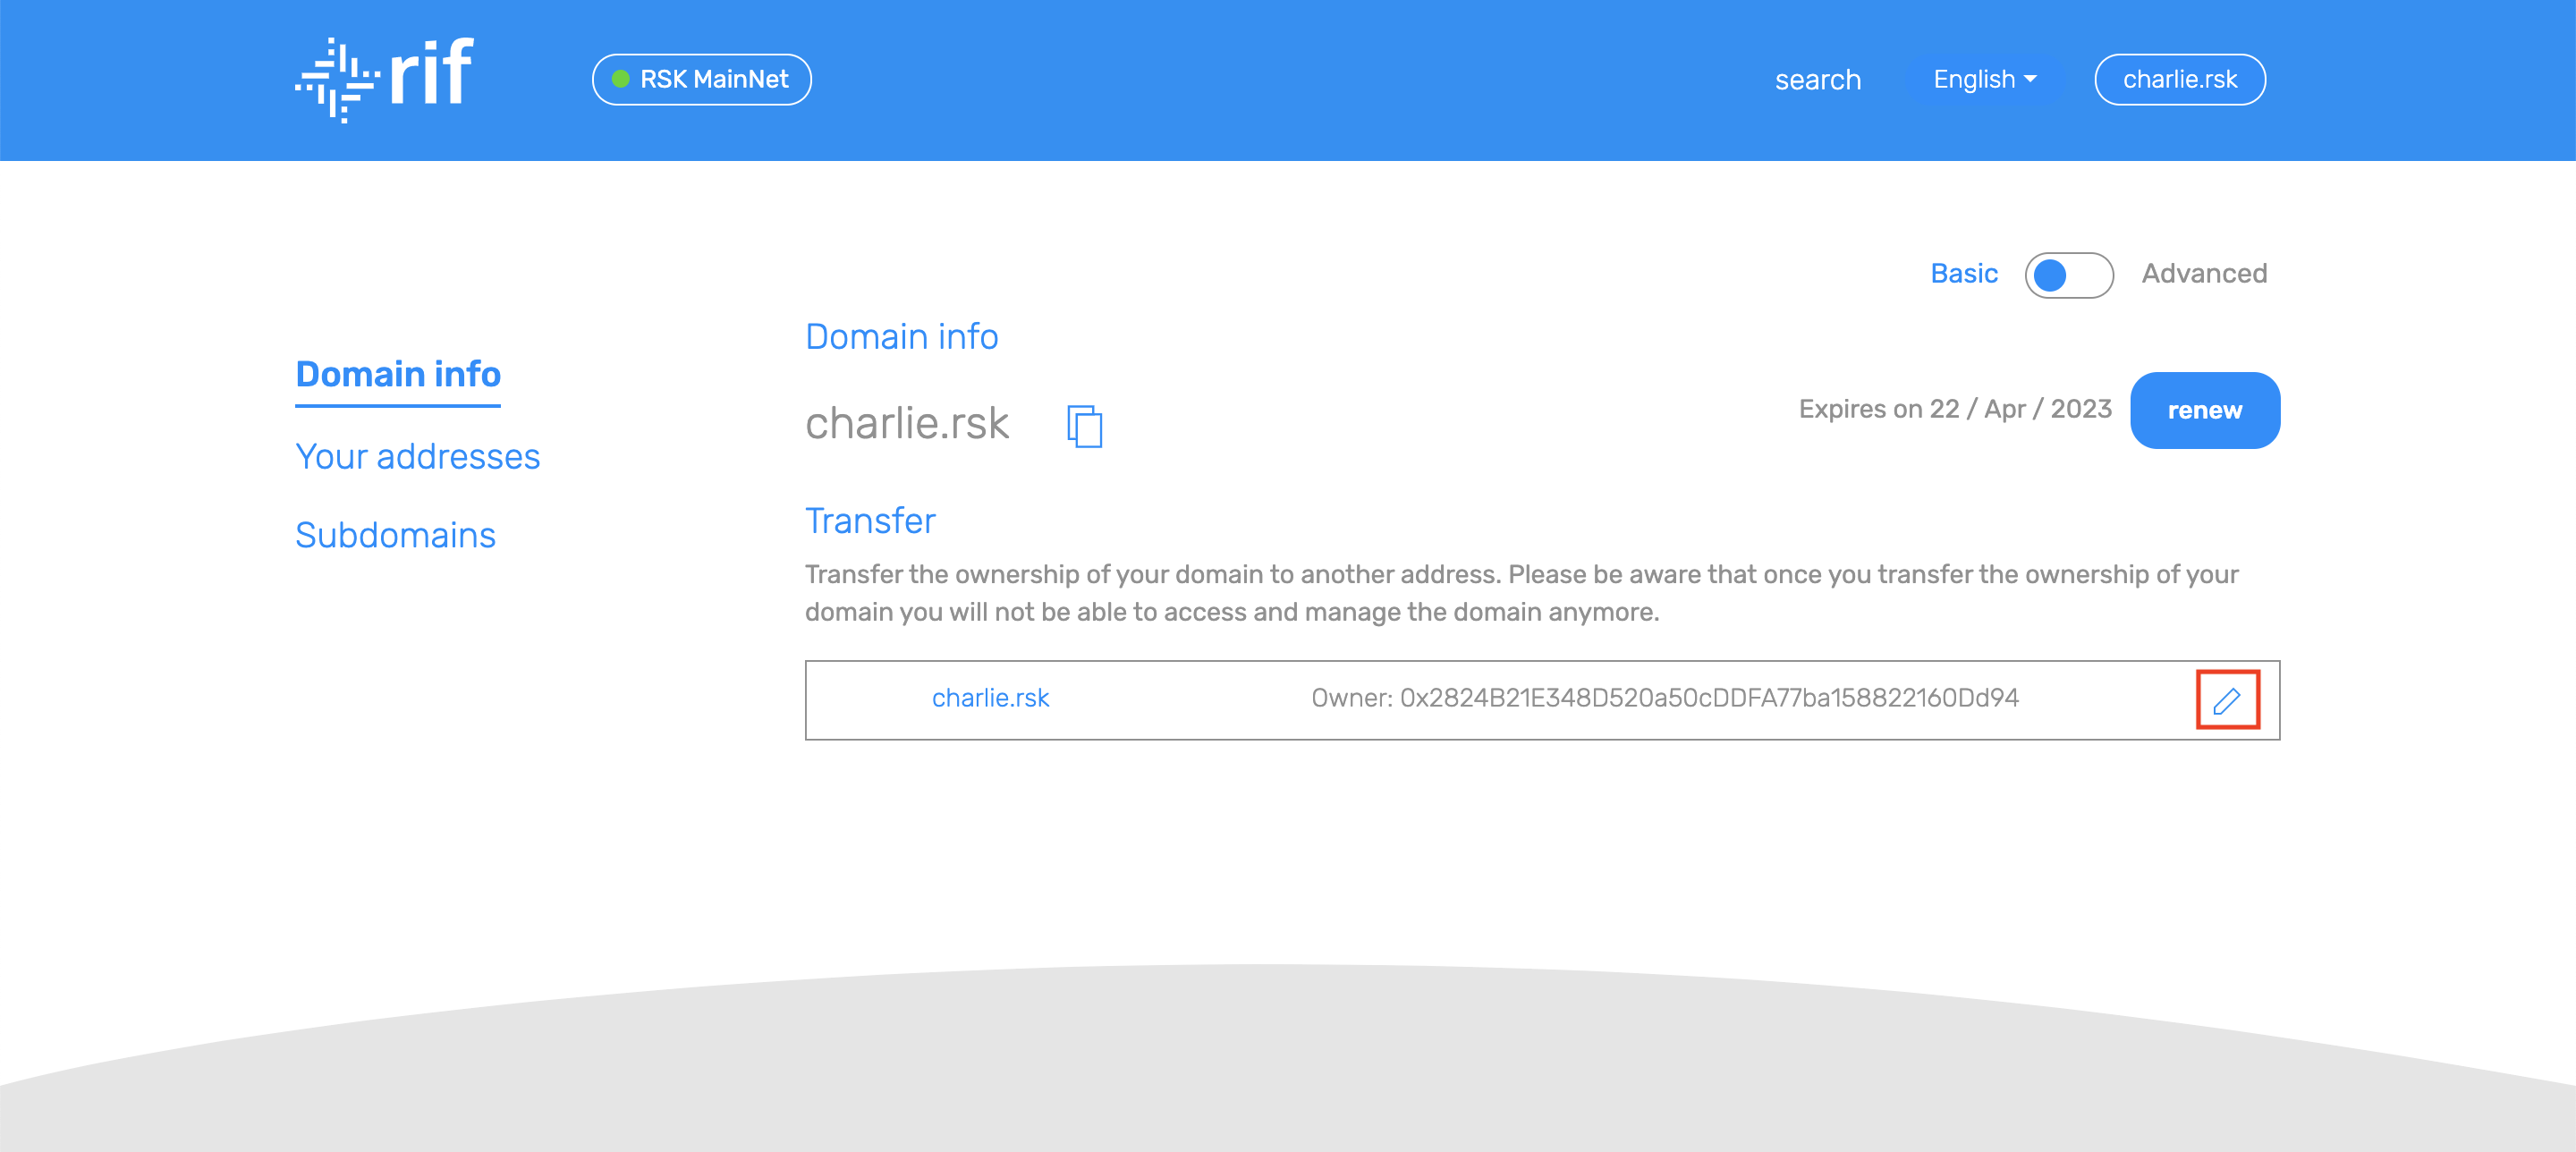 rif
RSK MainNet
search
English
charlie.rsk
Basic
Advanced
Domain info
Your addresses
Subdomains
Domain info
charlie.rsk
Expires on 22 / Apr / 2023
renew
Transfer
Transfer the ownership of your domain to another address. Please be aware that once you transfer the ownership of your
domain you will not be able to access and manage the domain anymore.
charlie.rsk
Owner: 0x2824B21E348D520a50cDDFA77ba158822160Dd94